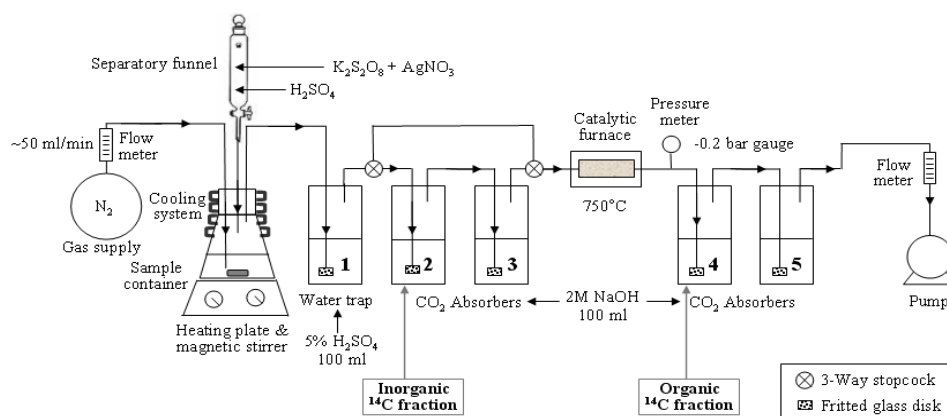 Separatory funnel
K₂S₂O₈ + AgNO₃
H₂SO₄
~50 ml/min
Flow
meter
N₂
Gas supply
Cooling
system
Sample
container
Heating plate &
magnetic stirrer
1
Water trap
5% H₂SO₄
100 ml
2
3
CO₂ Absorbers
Inorganic
¹⁴C fraction
2M NaOH
100 ml
Catalytic
furnace
750°C
Pressure
meter
-0.2 bar gauge
4
5
CO₂ Absorbers
Organic
¹⁴C fraction
Flow
meter
Pump
3-Way stopcock
Fritted glass disk